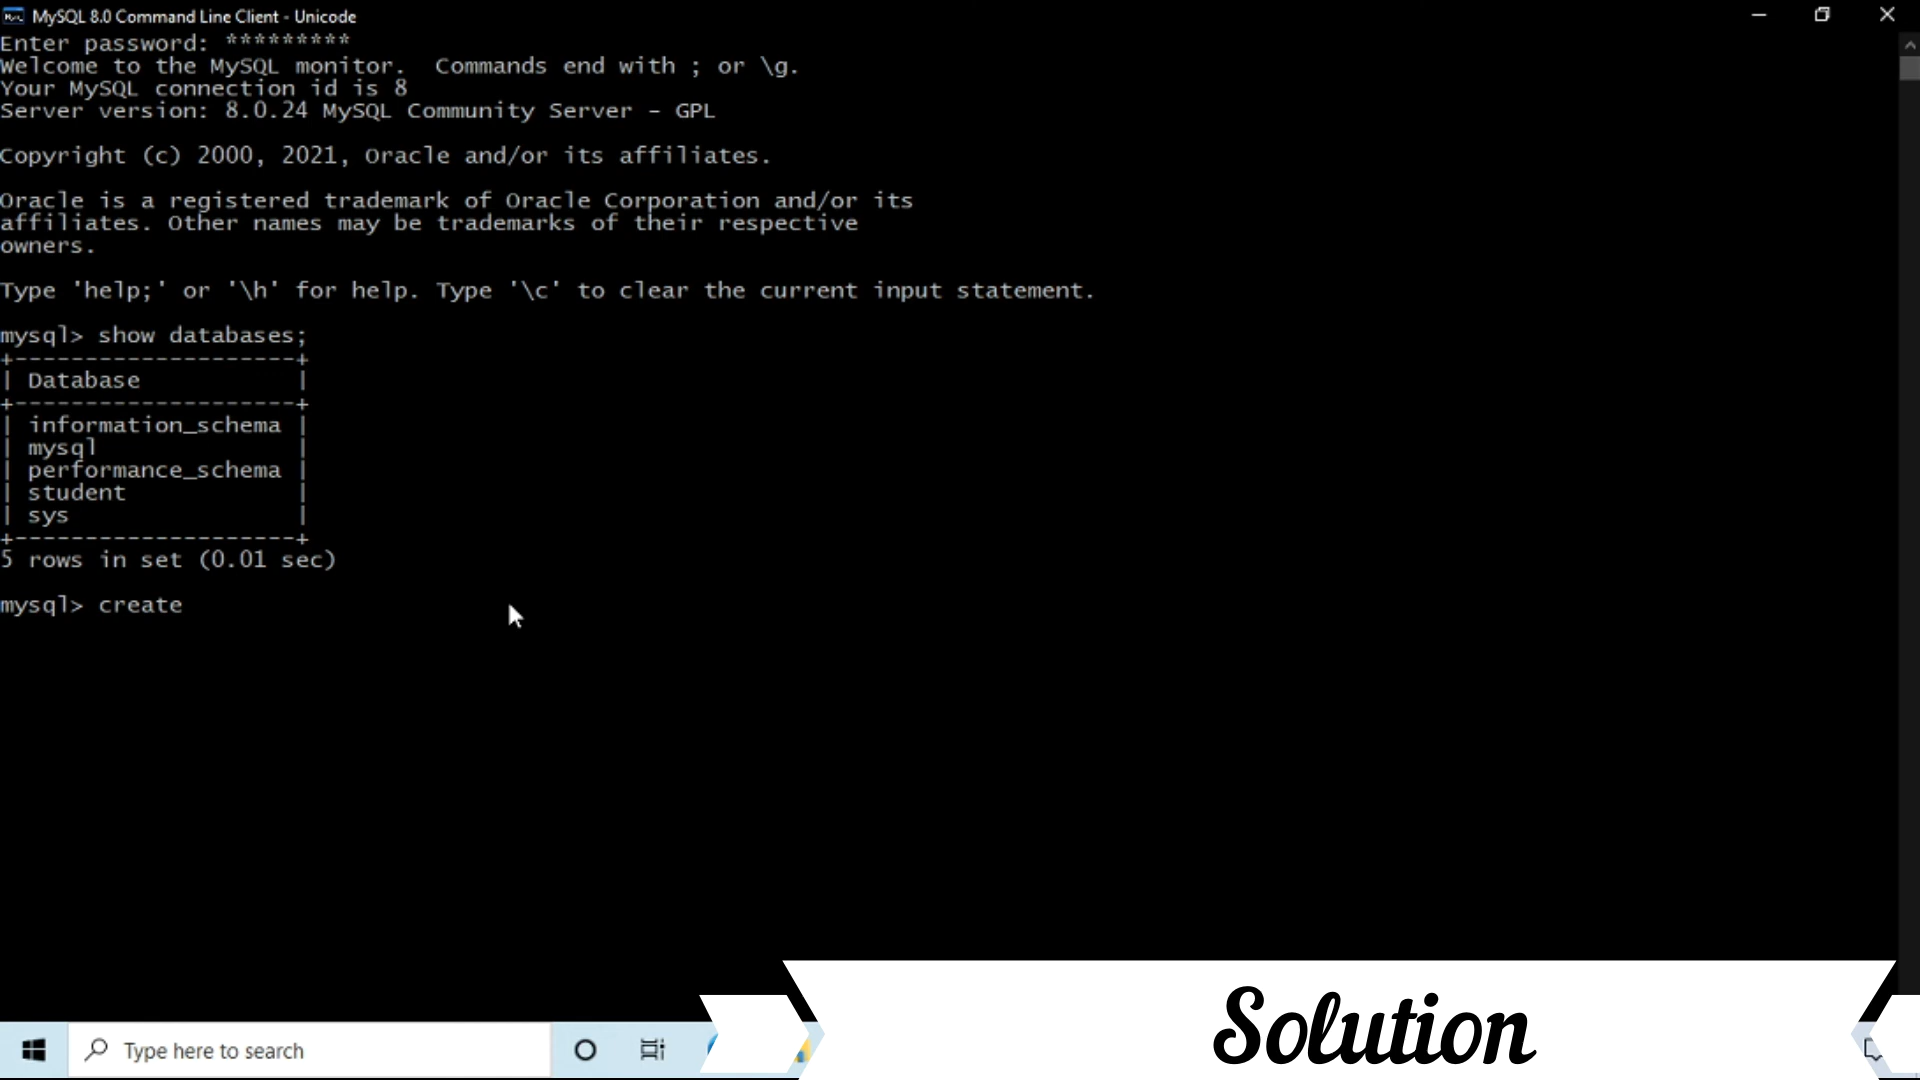 MySQL 8.0 Command Line Client - Unicode
Enter password: *********
Welcome to the MySQL monitor.  Commands end with ; or \g.
Your MySQL connection id is 8
Server version: 8.0.24 MySQL Community Server - GPL
Copyright (c) 2000, 2021, Oracle and/or its affiliates.
Oracle is a registered trademark of Oracle Corporation and/or its
affiliates. Other names may be trademarks of their respective
owners.
Type 'help;' or '\h' for help. Type '\c' to clear the current input statement.
mysql> show databases;
+--------------------+
| Database           |
+--------------------+
| information_schema |
| mysql              |
| performance_schema |
| student            |
| sys                |
+--------------------+
5 rows in set (0.01 sec)
mysql> create
Type here to search
Solution